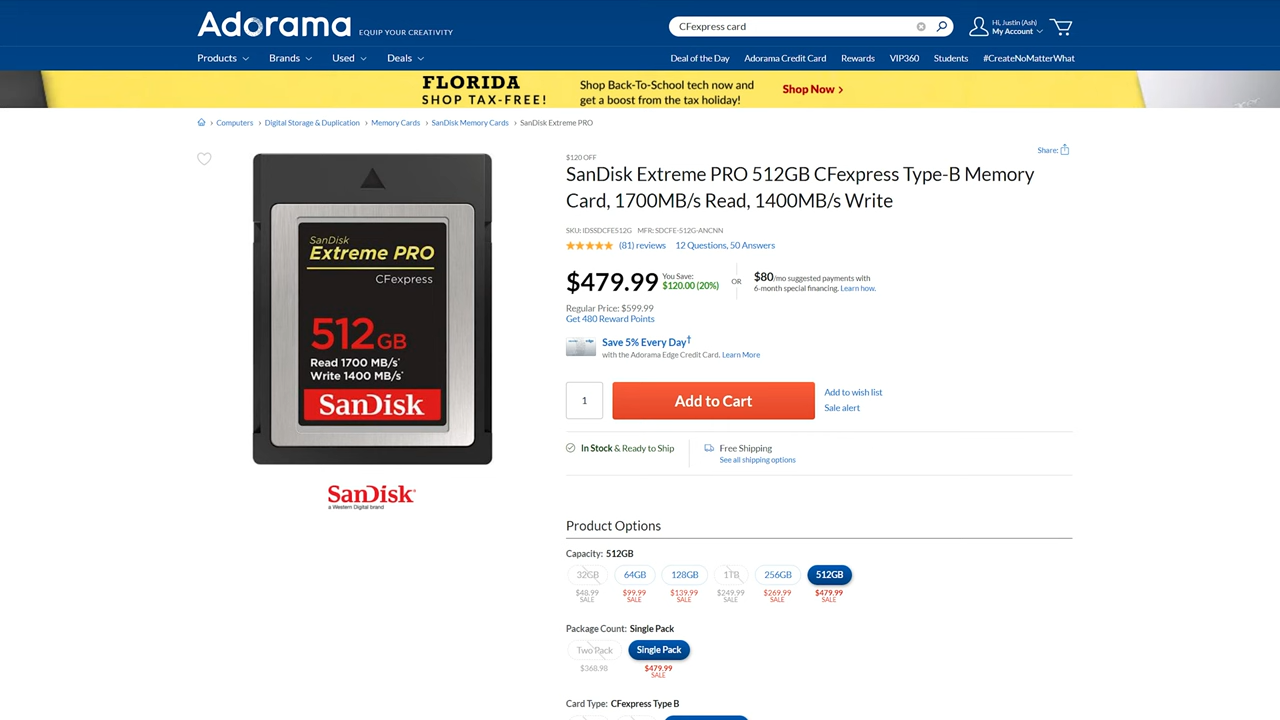 Adorama EQUIP YOUR CREATIVITY
CFexpress card
Hi, Justin (Ash)
My Account
Products Brands Used Deals
Deal of the Day Adorama Credit Card Rewards VIP360 Students #CreateNoMatterWhat
FLORIDA
SHOP TAX-FREE!
Shop Back-To-School tech now and
get a boost from the tax holiday!
Shop Now >
> Computers > Digital Storage & Duplication > Memory Cards > SanDisk Memory Cards > SanDisk Extreme PRO
SanDisk
Extreme PRO
CFexpress
512GB
Read 1700 MB/s*
Write 1400 MB/s*
SanDisk
SanDisk®
a Western Digital brand
Share:
$120 OFF
SanDisk Extreme PRO 512GB CFexpress Type-B Memory
Card, 1700MB/s Read, 1400MB/s Write
SKU: IDSSDCFE512G MFR: SDCFE-512G-ANCNN
(81) reviews 12 Questions, 50 Answers
$479.99
You Save:
$120.00 (20%)
OR
$80/mo suggested payments with
6-month special financing. Learn how.
Regular Price: $599.99
Get 480 Reward Points
Save 5% Every Day†
with the Adorama Edge Credit Card. Learn More
1
Add to Cart
Add to wish list
Sale alert
In Stock & Ready to Ship
Free Shipping
See all shipping options
Product Options
Capacity: 512GB
32GB 64GB 128GB 1TB 256GB 512GB
$48.99 $99.99 $139.99 $249.99 $269.99 $479.99
SALE SALE SALE SALE SALE SALE
Package Count: Single Pack
Two Pack Single Pack
$368.98 $479.99
SALE
Card Type: CFexpress Type B